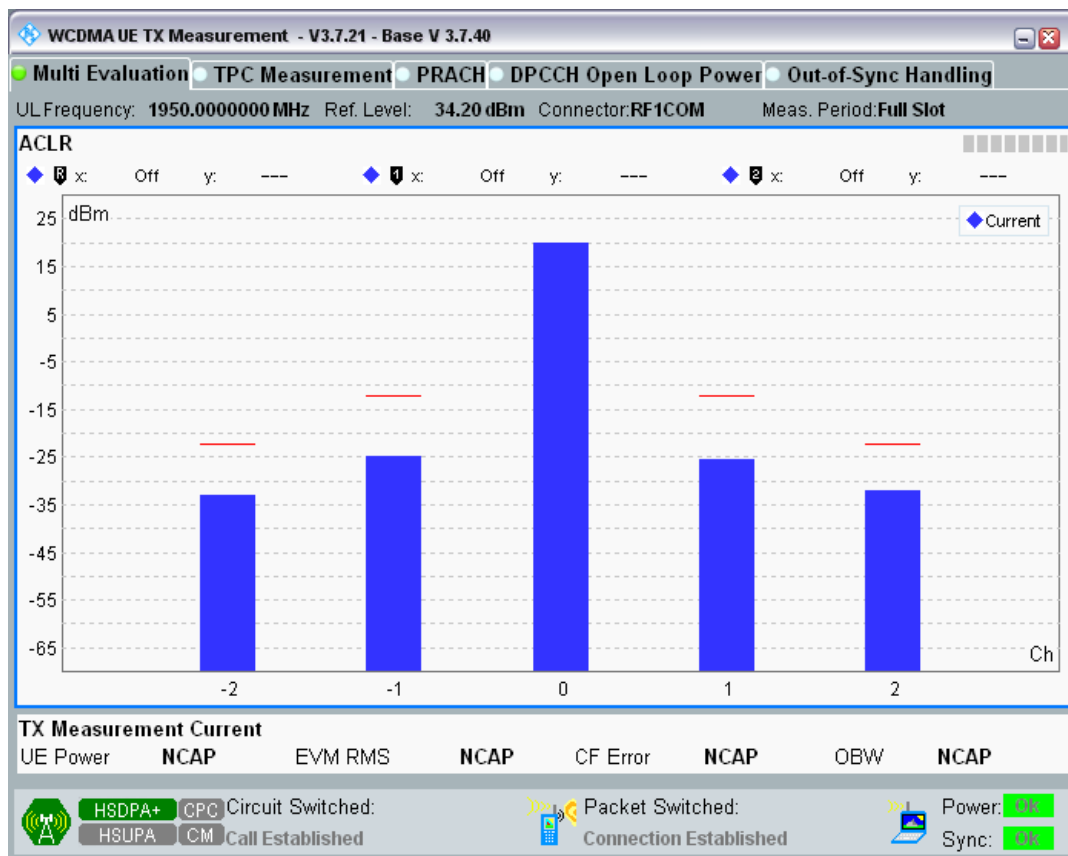 WCDMA UE TX Measurement - V3.7.21 - Base V 3.7.40
Multi Evaluation TPC Measurement PRACH DPCCH Open Loop Power Out-of-Sync Handling
UL Frequency: 1950.0000000 MHz Ref. Level: 34.20 dBm Connector:RF1COM Meas. Period:Full Slot
ACLR
R x: Off y: --- 1 x: Off y: --- 2 x: Off y: ---
dBm
Current
25
15
5
-5
-15
-25
-35
-45
-55
-65
Ch
-2 -1 0 1 2
TX Measurement Current
UE Power NCAP EVM RMS NCAP CF Error NCAP OBW NCAP
HSDPA+ CPC Circuit Switched: Packet Switched: Power: OK
HSUPA CM Call Established Connection Established Sync: OK